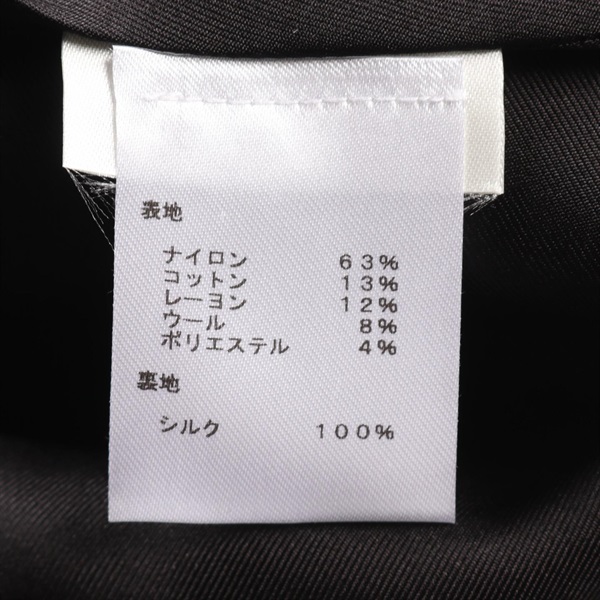 表地
ナイロン 63%
コットン 13%
レーヨン 12%
ウール 8%
ポリエステル 4%
裏地
シルク 100%